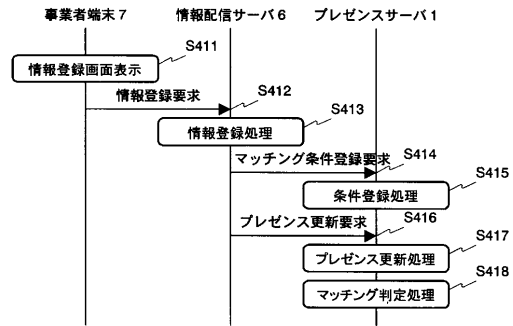 事業者端末7
情報配信サーバ6
プレゼンスサーバ1
S411
情報登録画面表示
情報登録要求
S412
S413
情報登録処理
マッチング条件登録要求
S414
S415
条件登録処理
プレゼンス更新要求
S416
S417
プレゼンス更新処理
S418
マッチング判定処理